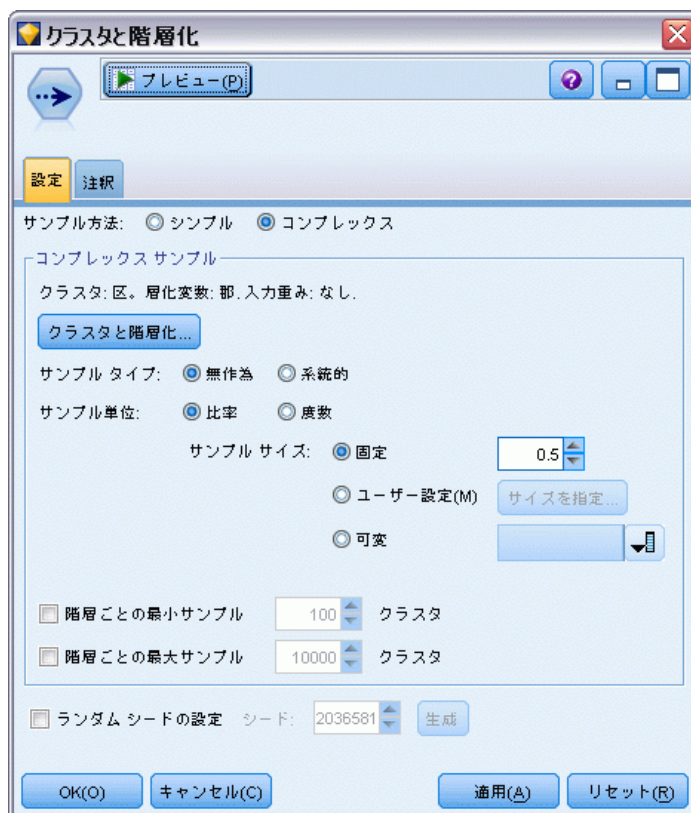 クラスタと階層化
プレビュー(P)
設定 注釈
サンプル方法: シンプル コンプレックス
コンプレックス サンプル
クラスタ: 区。層化変数: 郡. 入力重み: なし.
クラスタと階層化...
サンプル タイプ: 無作為 系統的
サンプル単位: 比率 度数
サンプル サイズ: 固定 0.5
ユーザー設定(M) サイズを指定...
可変
階層ごとの最小サンプル 100 クラスタ
階層ごとの最大サンプル 10000 クラスタ
ランダム シードの設定 シード: 2036581 生成
OK(O) キャンセル(C) 適用(A) リセット(R)